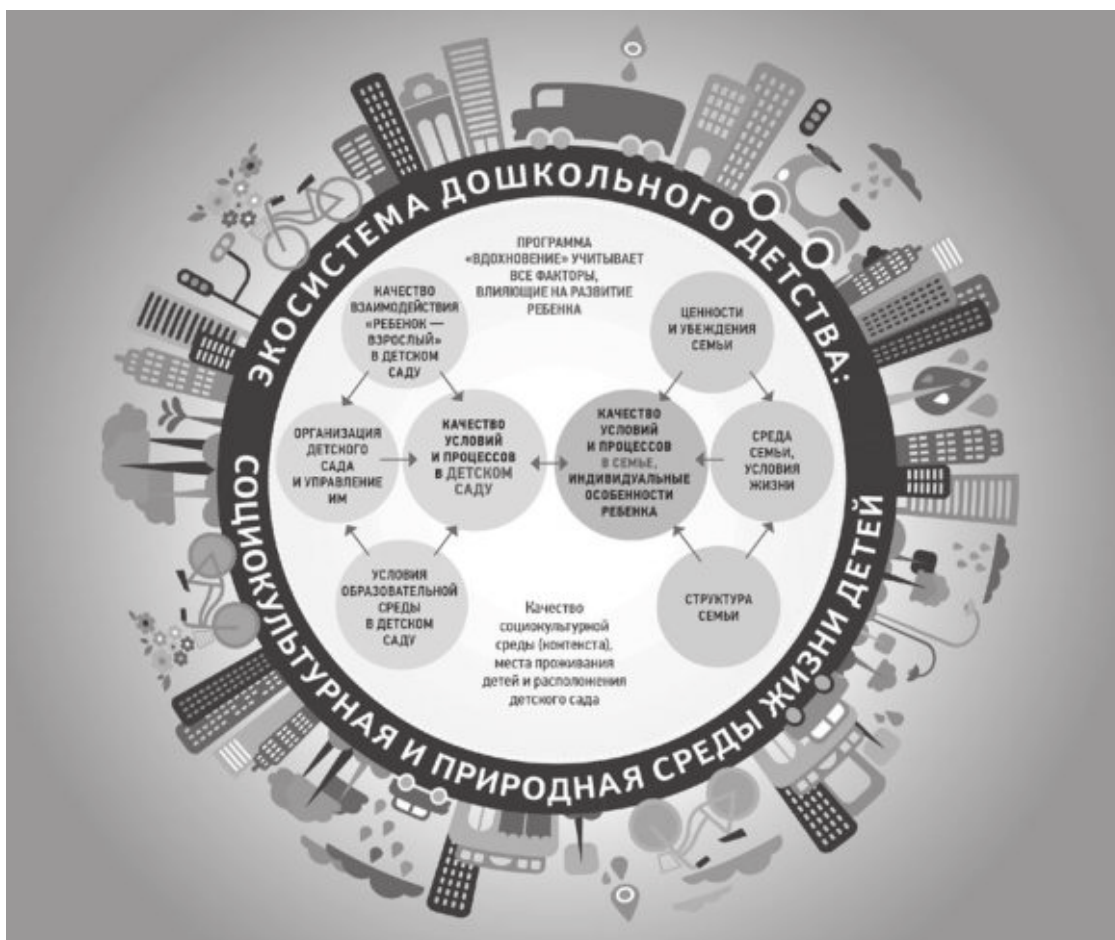 ЭКОСИСТЕМА ДОШКОЛЬНОГО ДЕТСТВА:
СОЦИОКУЛЬТУРНАЯ И ПРИРОДНАЯ СРЕДЫ ЖИЗНИ ДЕТЕЙ
ПРОГРАММА
«ВДОХНОВЕНИЕ» УЧИТЫВАЕТ
ВСЕ ФАКТОРЫ,
ВЛИЯЮЩИЕ НА РАЗВИТИЕ
РЕБЕНКА
КАЧЕСТВО
ВЗАИМОДЕЙСТВИЯ
«РЕБЕНОК —
ВЗРОСЛЫЙ»
В ДЕТСКОМ
САДУ
ЦЕННОСТИ
И УБЕЖДЕНИЯ
СЕМЬИ
ОРГАНИЗАЦИЯ
ДЕТСКОГО
САДА
И УПРАВЛЕНИЕ
ИМ
КАЧЕСТВО
УСЛОВИЙ
И ПРОЦЕССОВ
В ДЕТСКОМ
САДУ
КАЧЕСТВО
УСЛОВИЙ
И ПРОЦЕССОВ
В СЕМЬЕ,
ИНДИВИДУАЛЬНЫЕ
ОСОБЕННОСТИ
РЕБЕНКА
СРЕДА
СЕМЬИ,
УСЛОВИЯ
ЖИЗНИ
УСЛОВИЯ
ОБРАЗОВАТЕЛЬНОЙ
СРЕДЫ
В ДЕТСКОМ
САДУ
СТРУКТУРА
СЕМЬИ
Качество
социокультурной
среды (контекста),
места проживания
детей и расположения
детского сада